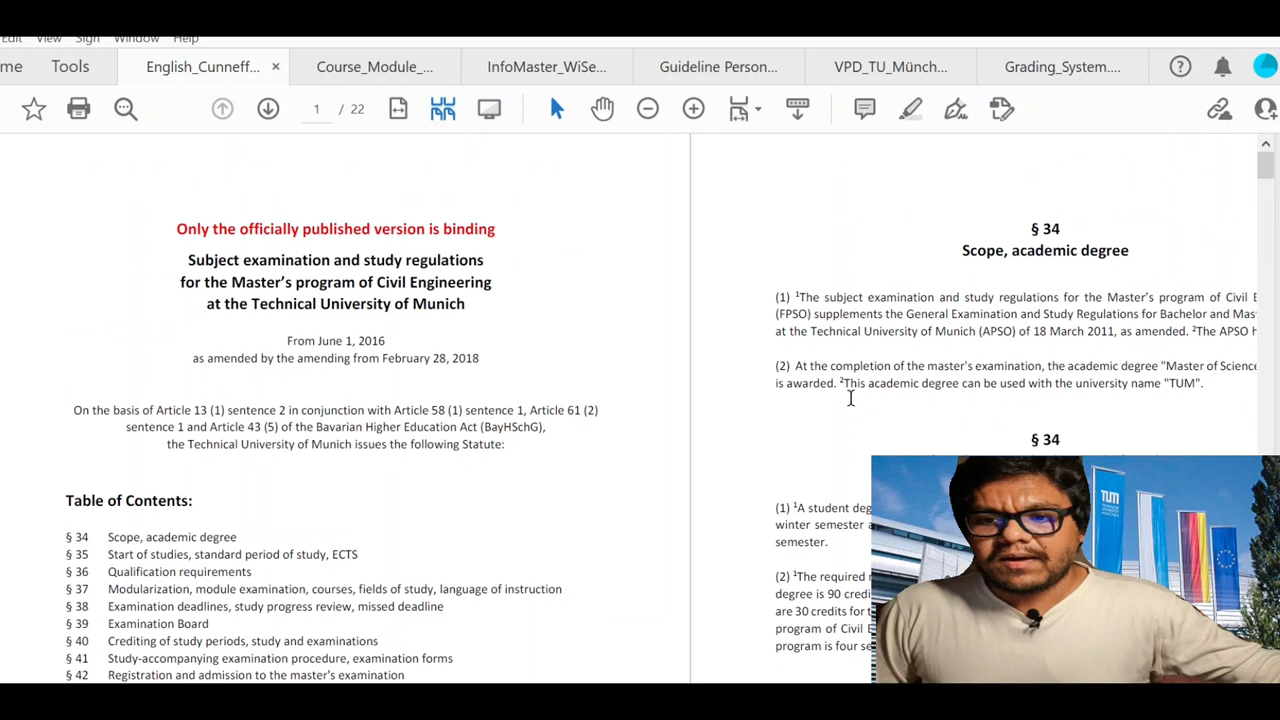 Edit View Sign Window Help
me Tools English_Cunneff... × Course_Module_... InfoMaster_WiSe... Guideline Person... VPD_TU_Münch... Grading_System....
1 / 22
Only the officially published version is binding
Subject examination and study regulations
for the Master's program of Civil Engineering
at the Technical University of Munich
From June 1, 2016
as amended by the amending from February 28, 2018
On the basis of Article 13 (1) sentence 2 in conjunction with Article 58 (1) sentence 1, Article 61 (2)
sentence 1 and Article 43 (5) of the Bavarian Higher Education Act (BayHSchG),
the Technical University of Munich issues the following Statute:
Table of Contents:
§ 34 Scope, academic degree
§ 35 Start of studies, standard period of study, ECTS
§ 36 Qualification requirements
§ 37 Modularization, module examination, courses, fields of study, language of instruction
§ 38 Examination deadlines, study progress review, missed deadline
§ 39 Examination Board
§ 40 Crediting of study periods, study and examinations
§ 41 Study-accompanying examination procedure, examination forms
§ 42 Registration and admission to the master's examination
§ 34
Scope, academic degree
(1) ¹The subject examination and study regulations for the Master's program of Civil E
(FPSO) supplements the General Examination and Study Regulations for Bachelor and Mas
at the Technical University of Munich (APSO) of 18 March 2011, as amended. ²The APSO h
(2) At the completion of the master's examination, the academic degree "Master of Science
is awarded. ²This academic degree can be used with the university name "TUM".
§ 34
(1) ¹A student deg
winter semester a
semester.
(2) ¹The required
degree is 90 credi
are 30 credits for t
program of Civil E
program is four se
TUM